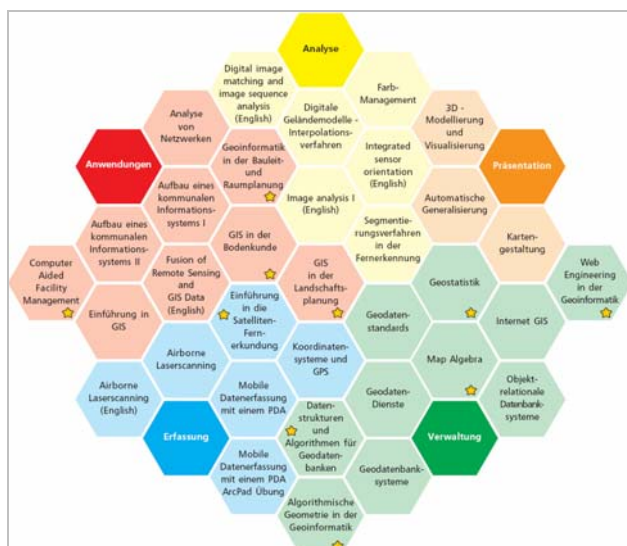 Analyse
Digital image
matching and
image sequence
analysis
(English)
Farb-
Management
Analyse
von
Netzwerken
Digitale
Geländemodelle -
Interpolations-
verfahren
3D -
Modellierung
und
Visualisierung
Anwendungen
Geoinformatik
in der Bauleit-
und
Raumplanung
Integrated
sensor
orientation
(English)
Präsentation
Aufbau eines
kommunalen
Informations-
systems I
Image analysis I
(English)
Automatische
Generalisierung
Aufbau eines
kommunalen
Informations-
systems II
GIS in der
Bodenkunde
Segmentie-
rungsverfahren
in der
Fernerkennung
Karten-
gestaltung
Computer
Aided
Facility
Management
Fusion of
Remote Sensing
and
GIS Data
(English)
GIS
in der
Landschafts-
planung
Geostatistik
Web
Engineering
in der
Geoinformatik
Einführung in
GIS
Einführung
in die
Satelliten-
Fern-
erkundung
Geodaten-
standards
Internet GIS
Airborne
Laserscanning
Koordinaten-
systeme und
GPS
Map Algebra
Airborne
Laserscanning
(English)
Mobile
Datenerfassung
mit einem PDA
Geodaten-
Dienste
Objekt-
relationale
Datenbank-
systeme
Erfassung
Daten-
strukturen
und
Algorithmen für
Geodaten-
banken
Verwaltung
Mobile
Datenerfassung
mit einem PDA
ArcPad Übung
Geodatenbank-
systeme
Algorithmische
Geometrie in der
Geoinformatik